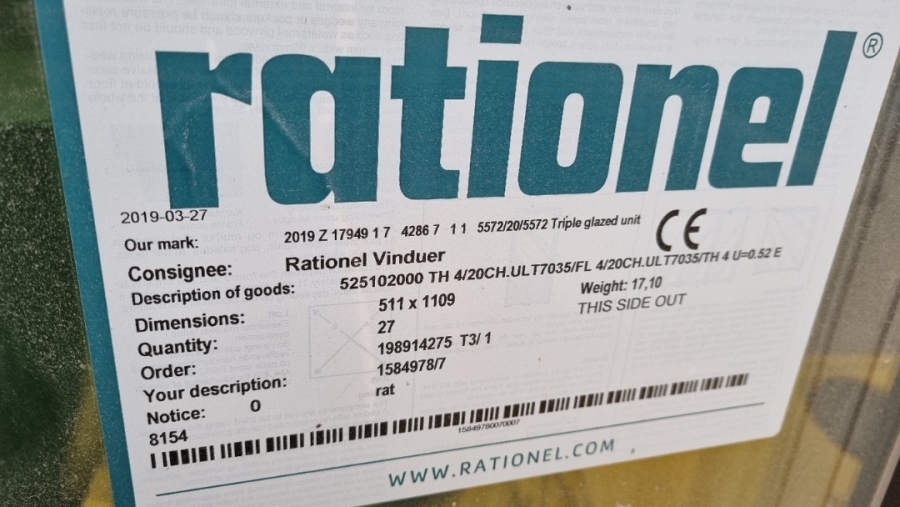 rationel®
2019-03-27
Our mark: 2019 Z 17949 1 7 4286 7 1 1 5572/20/5572 Triple glazed unit CE
Consignee: Rationel Vinduer
Description of goods: 525102000 TH 4/20CH.ULT7035/FL 4/20CH.ULT7035/TH 4 U=0.52 E
Dimensions: 511 x 1109 Weight: 17,10
Quantity: 27 THIS SIDE OUT
Order: 198914275 T3/ 1
Your description: 1584978/7
Notice: 0 rat
8154
15849780070007
WWW.RATIONEL.COM